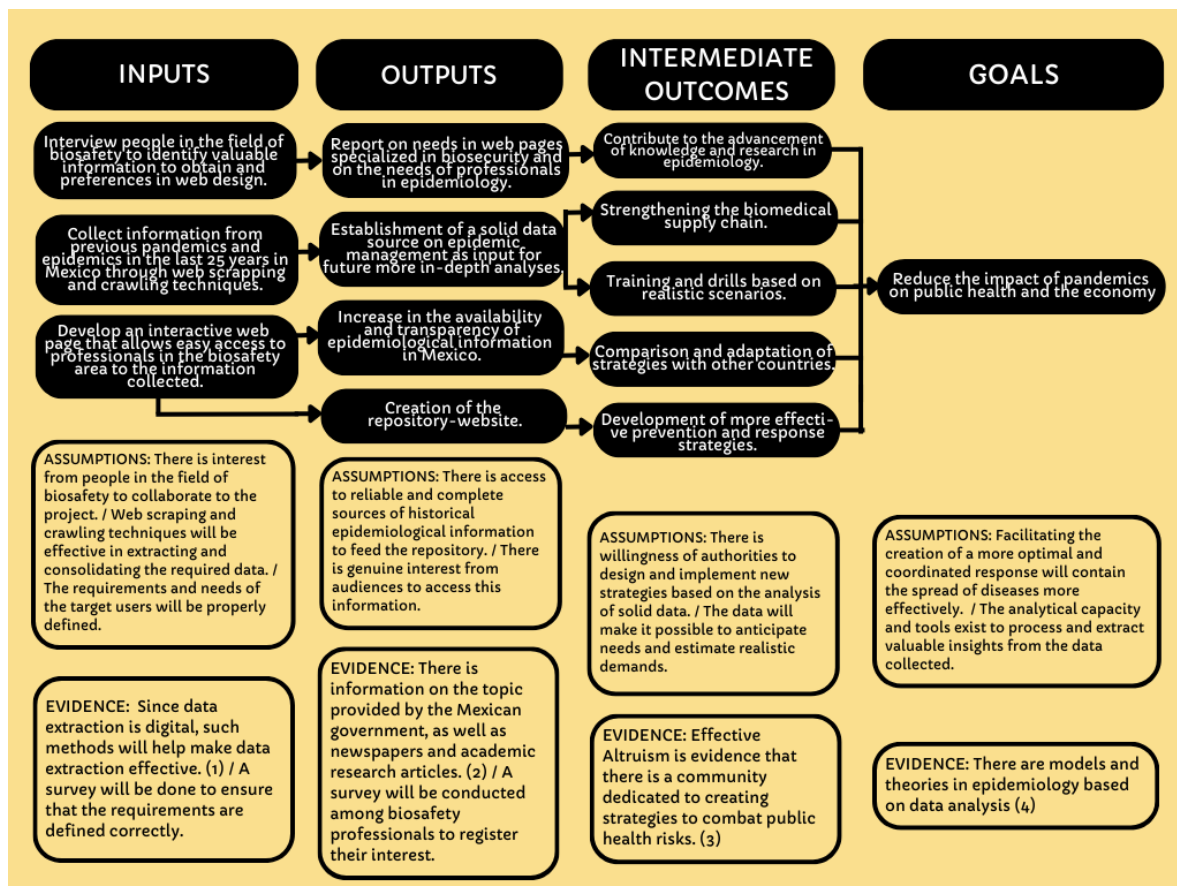 INPUTS
OUTPUTS
INTERMEDIATE
OUTCOMES
GOALS
Interview people in the field of
biosafety to identify valuable
information to obtain and
preferences in web design.
Report on needs in web pages
specialized in biosecurity and
on the needs of professionals
in epidemiology.
Contribute to the advancement
of knowledge and research in
epidemiology.
Collect information from
previous pandemics and
epidemics in the last 25 years in
Mexico through web scrapping
and crawling techniques.
Establishment of a solid data
source on epidemic
management as input for
future more in-depth analyses.
Strengthening the biomedical
supply chain.
Training and drills based on
realistic scenarios.
Reduce the impact of pandemics
on public health and the economy
Develop an interactive web
page that allows easy access to
professionals in the biosafety
area to the information
collected.
Increase in the availability
and transparency of
epidemiological information
in Mexico.
Comparison and adaptation of
strategies with other countries.
Creation of the
repository-website.
Development of more effecti-
ve prevention and response
strategies.
ASSUMPTIONS: There is interest
from people in the field of
biosafety to collaborate to the
project. / Web scraping and
crawling techniques will be
effective in extracting and
consolidating the required data. /
The requirements and needs of
the target users will be properly
defined.
ASSUMPTIONS: There is access
to reliable and complete
sources of historical
epidemiological information
to feed the repository. / There
is genuine interest from
audiences to access this
information.
ASSUMPTIONS: There is
willingness of authorities to
design and implement new
strategies based on the analysis
of solid data. / The data will
make it possible to anticipate
needs and estimate realistic
demands.
ASSUMPTIONS: Facilitating the
creation of a more optimal and
coordinated response will contain
the spread of diseases more
effectively. / The analytical capacity
and tools exist to process and extract
valuable insights from the data
collected.
EVIDENCE: Since data
extraction is digital, such
methods will help make data
extraction effective. (1) / A
survey will be done to ensure
that the requirements are
defined correctly.
EVIDENCE: There is
information on the topic
provided by the Mexican
government, as well as
newspapers and academic
research articles. (2) / A
survey will be conducted
among biosafety
professionals to register
their interest.
EVIDENCE: Effective
Altruism is evidence that
there is a community
dedicated to creating
strategies to combat public
health risks. (3)
EVIDENCE: There are models and
theories in epidemiology based
on data analysis (4)